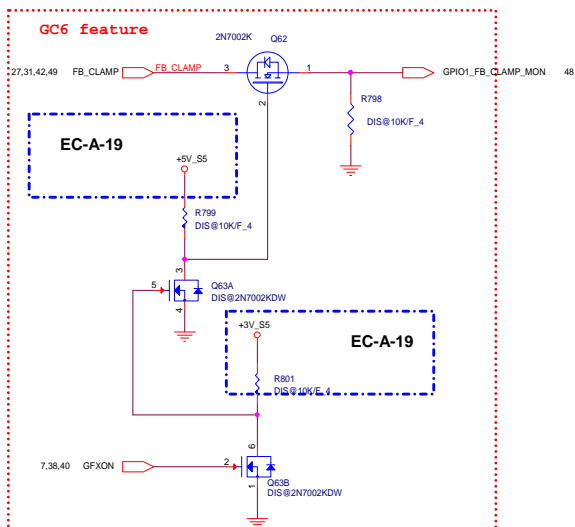 GC6 feature
2N7002K Q62
27,31,42,49 FB_CLAMP FB_CLAMP 3 1 GPIO1_FB_CLAMP_MON 48
2
R798
DIS@10K/F_4
EC-A-19
+5V_S5
R799
DIS@10K/F_4
3
5 Q63A
4 DIS@2N7002KDW
+3V_S5
EC-A-19
R801
DIS@10K/F_4
6
7,38,40 GFXON 2
1 Q63B
DIS@2N7002KDW